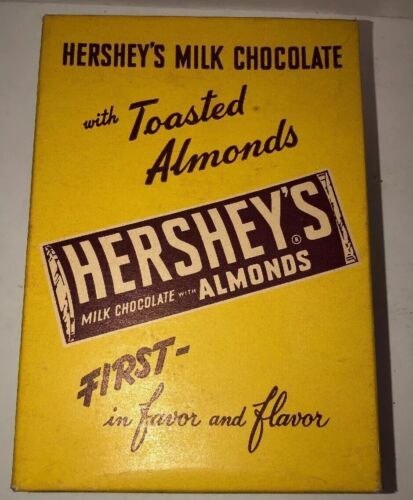 HERSHEY'S MILK CHOCOLATE
with Toasted
Almonds
HERSHEY'S
®
MILK CHOCOLATE WITH ALMONDS
FIRST-
in favor and flavor